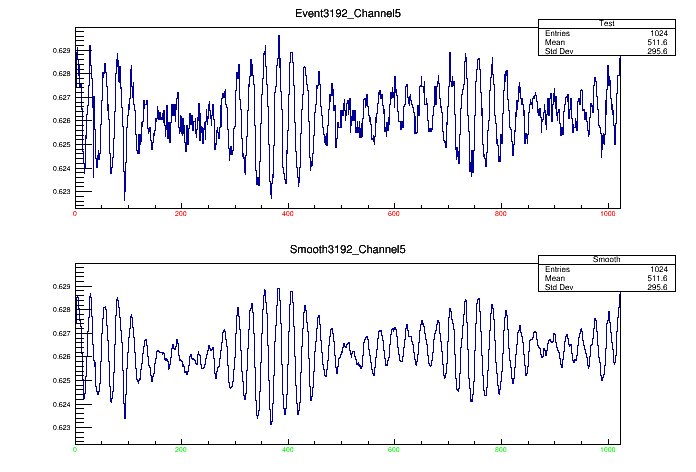 Event3192_Channel5
Test
Entries 1024
Mean 511.6
Std Dev 295.6
0.629
0.628
0.627
0.626
0.625
0.624
0.623
0 200 400 600 800 1000
Smooth3192_Channel5
Smooth
Entries 1024
Mean 511.6
Std Dev 295.6
0.629
0.628
0.627
0.626
0.625
0.624
0.623
0 200 400 600 800 1000